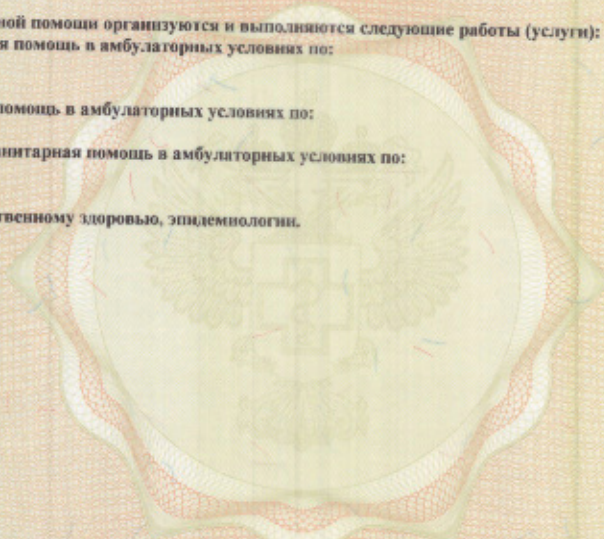 ной помощи организуются и выполняются следующие работы (услуги):
я помощь в амбулаторных условиях по:
помощь в амбулаторных условиях по:
анитарная помощь в амбулаторных условиях по:
твенному здоровью, эпидемиологии.